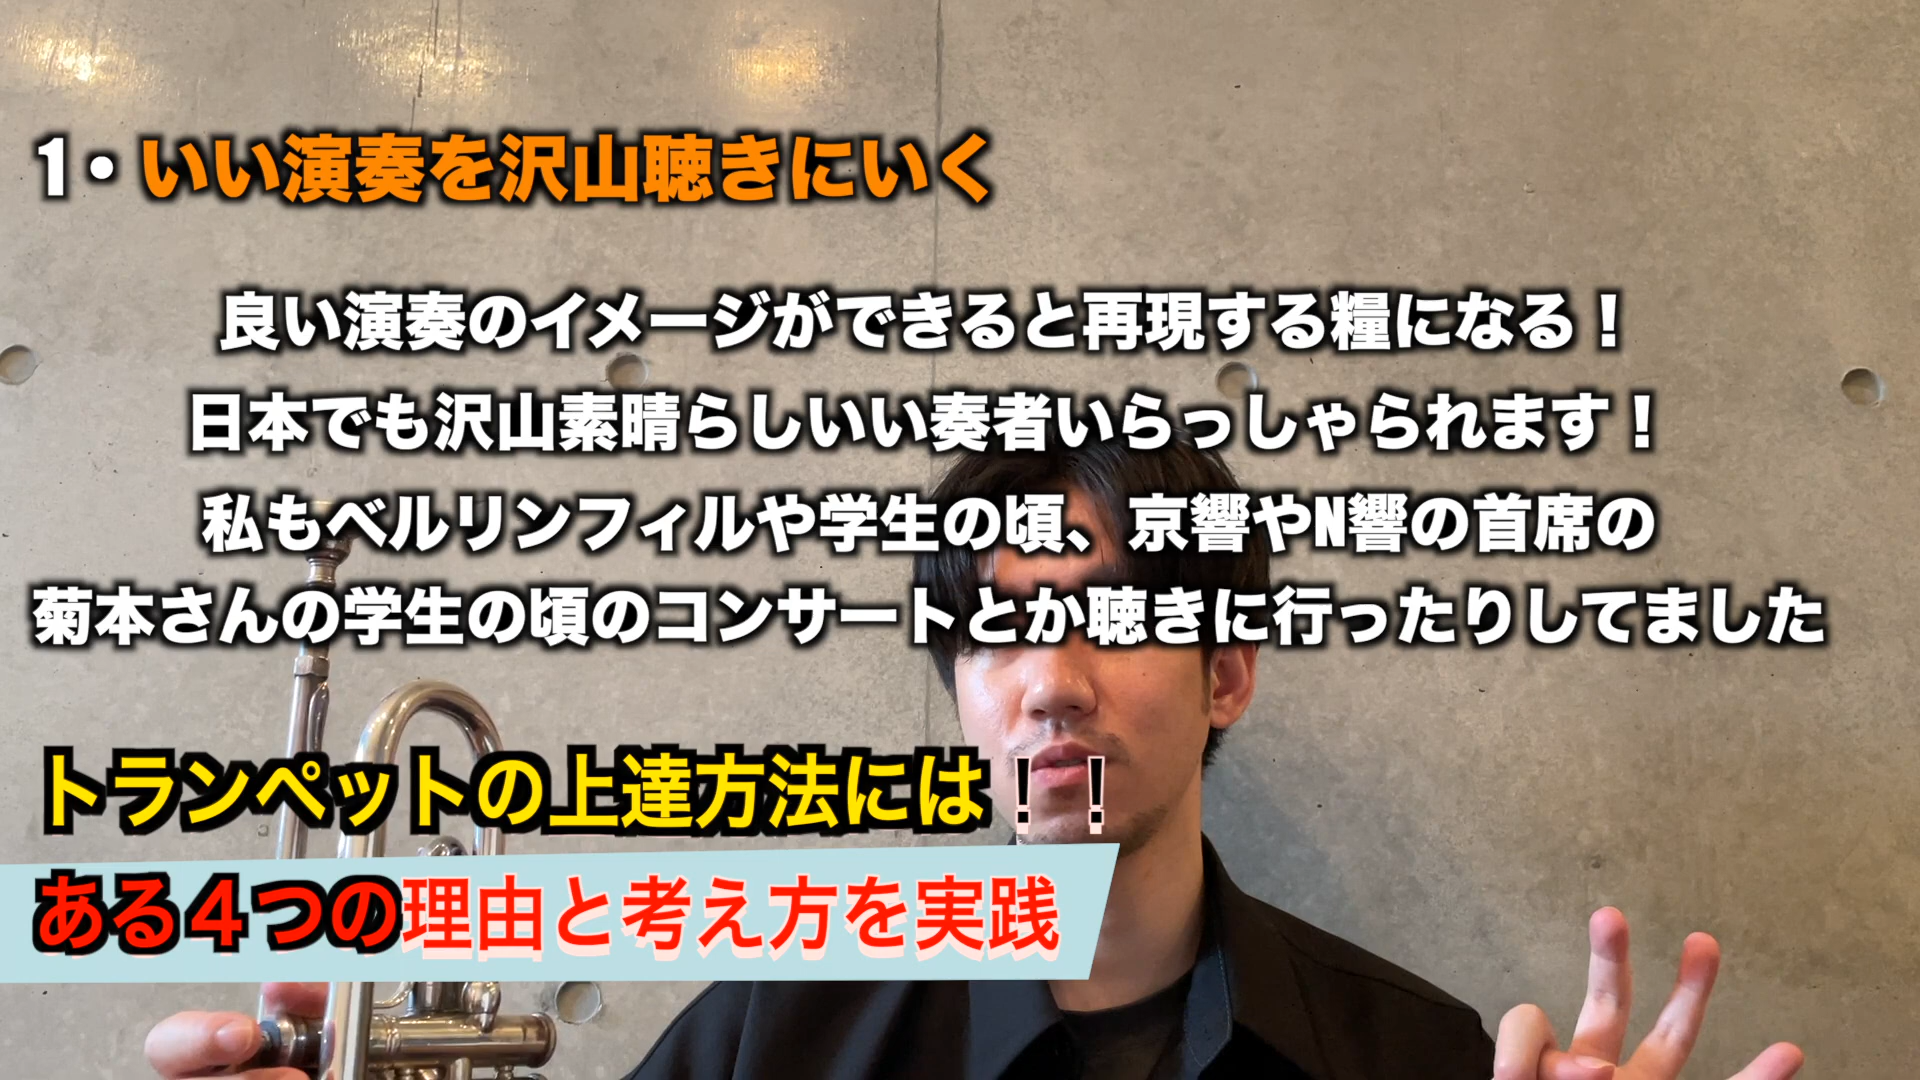 1・いい演奏を沢山聴きにいく
良い演奏のイメージができると再現する糧になる！
日本でも沢山素晴らしいい奏者いらっしゃられます！
私もベルリンフィルや学生の頃、京響やN響の首席の
菊本さんの学生の頃のコンサートとか聴きに行ったりしてました
トランペットの上達方法には！！
ある４つの理由と考え方を実践